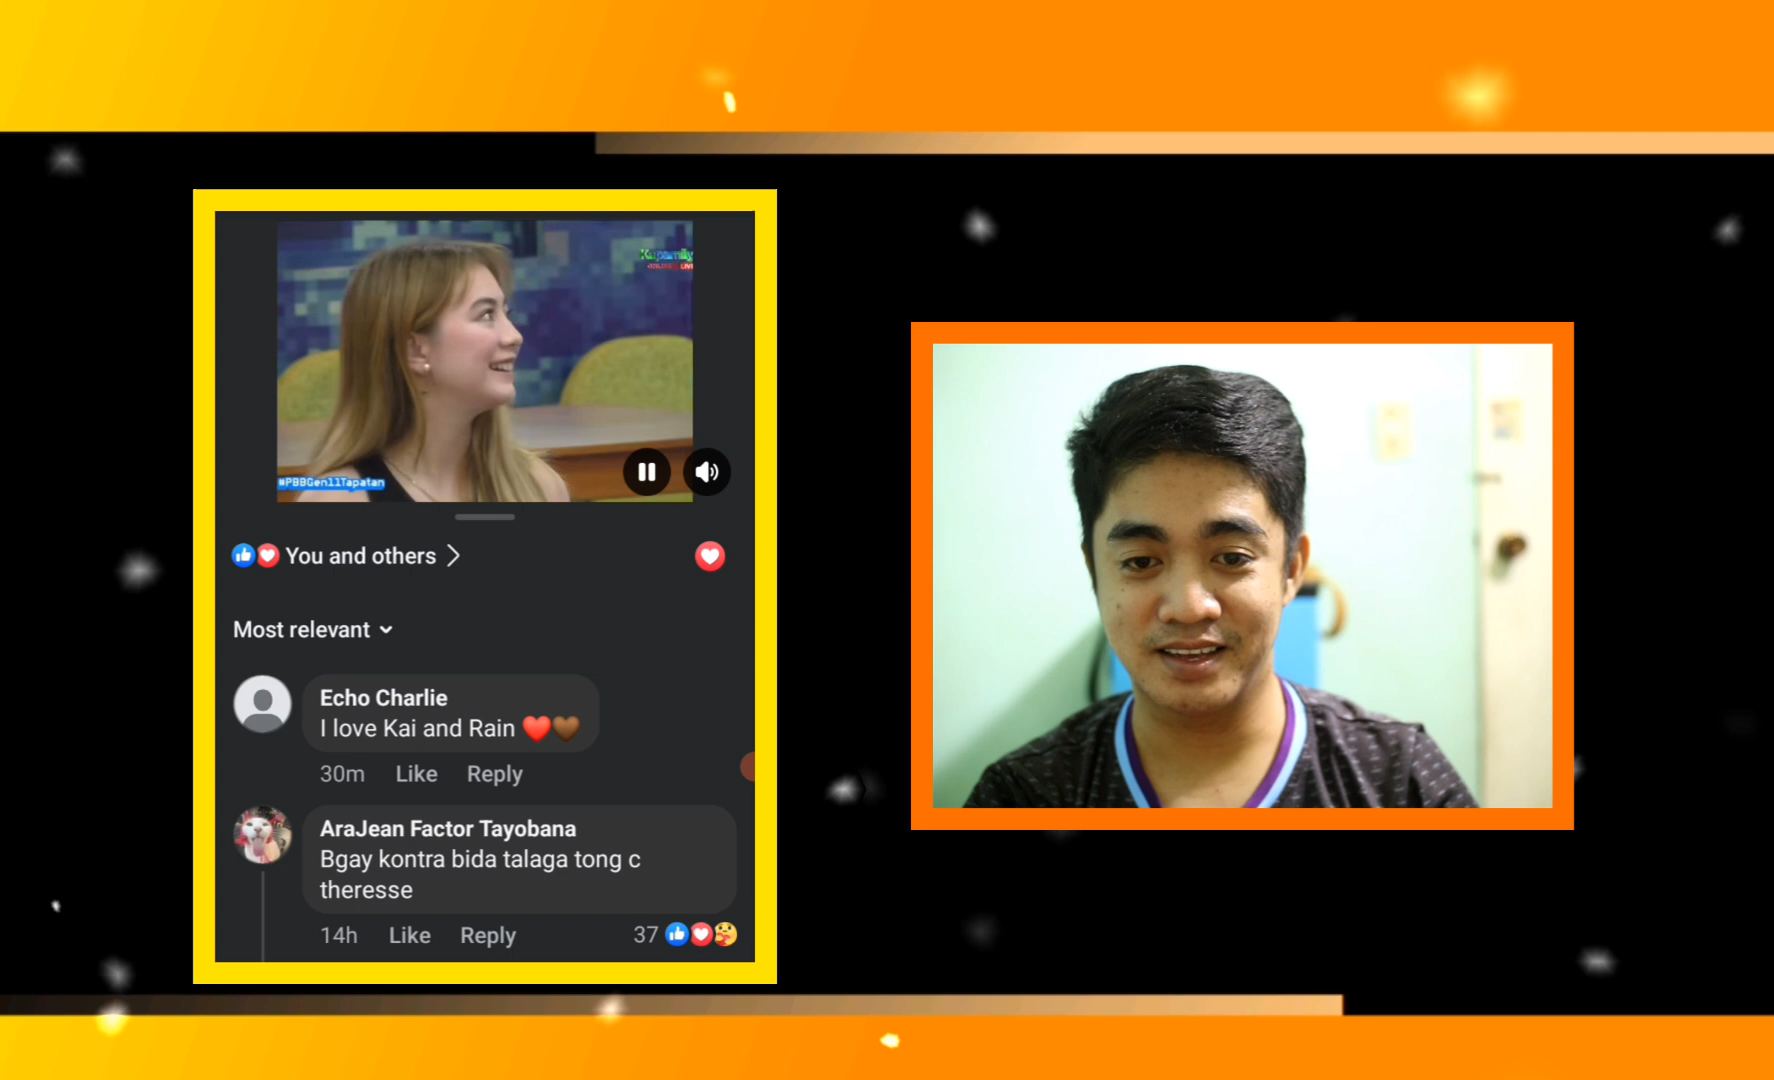 Kapamily
#PBBGen11Tapatan
You and others
Most relevant
Echo Charlie
I love Kai and Rain ❤️🤎
30m Like Reply
AraJean Factor Tayobana
Bgay kontra bida talaga tong c
theresse
14h Like Reply 37